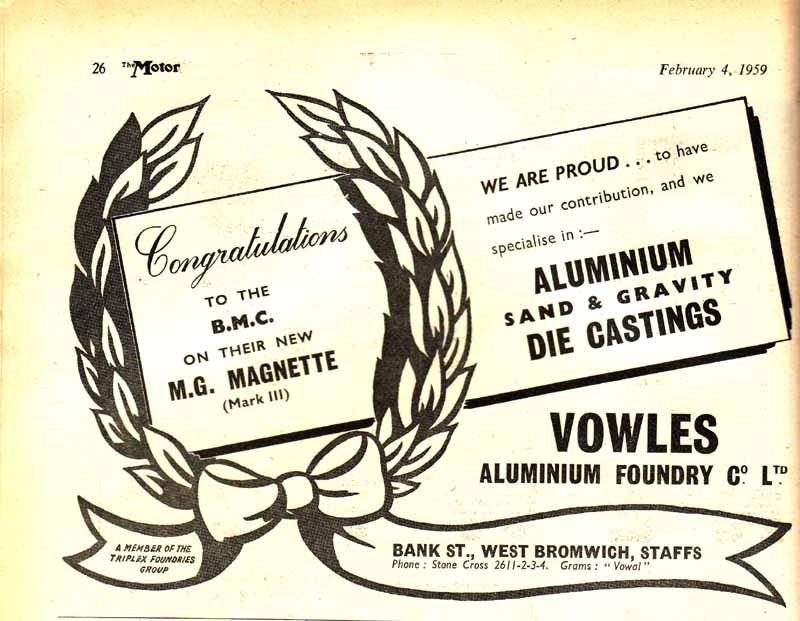 26 The Motor February 4, 1959
Congratulations
TO THE
B.M.C.
ON THEIR NEW
M.G. MAGNETTE
(Mark III)
WE ARE PROUD . . . to have
made our contribution, and we
specialise in :—
ALUMINIUM
SAND & GRAVITY
DIE CASTINGS
VOWLES
ALUMINIUM FOUNDRY Co. LTD.
A MEMBER OF THE
TRIPLEX FOUNDRIES
GROUP
BANK ST., WEST BROMWICH, STAFFS
Phone : Stone Cross 2611-2-3-4. Grams : "Vowal"